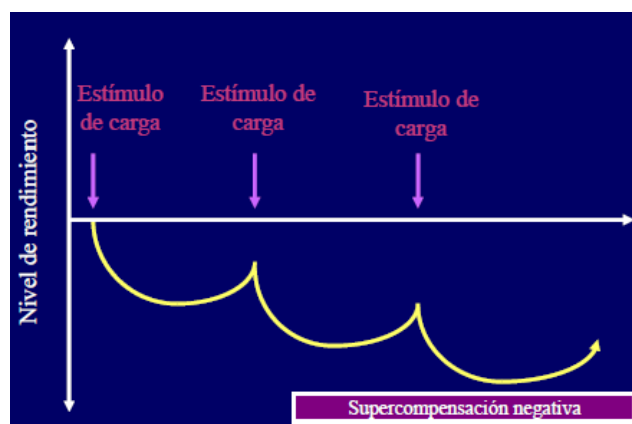 Estímulo
de carga
Estímulo de
carga
Estímulo de
carga
Nivel de rendimiento
Supercompensación negativa